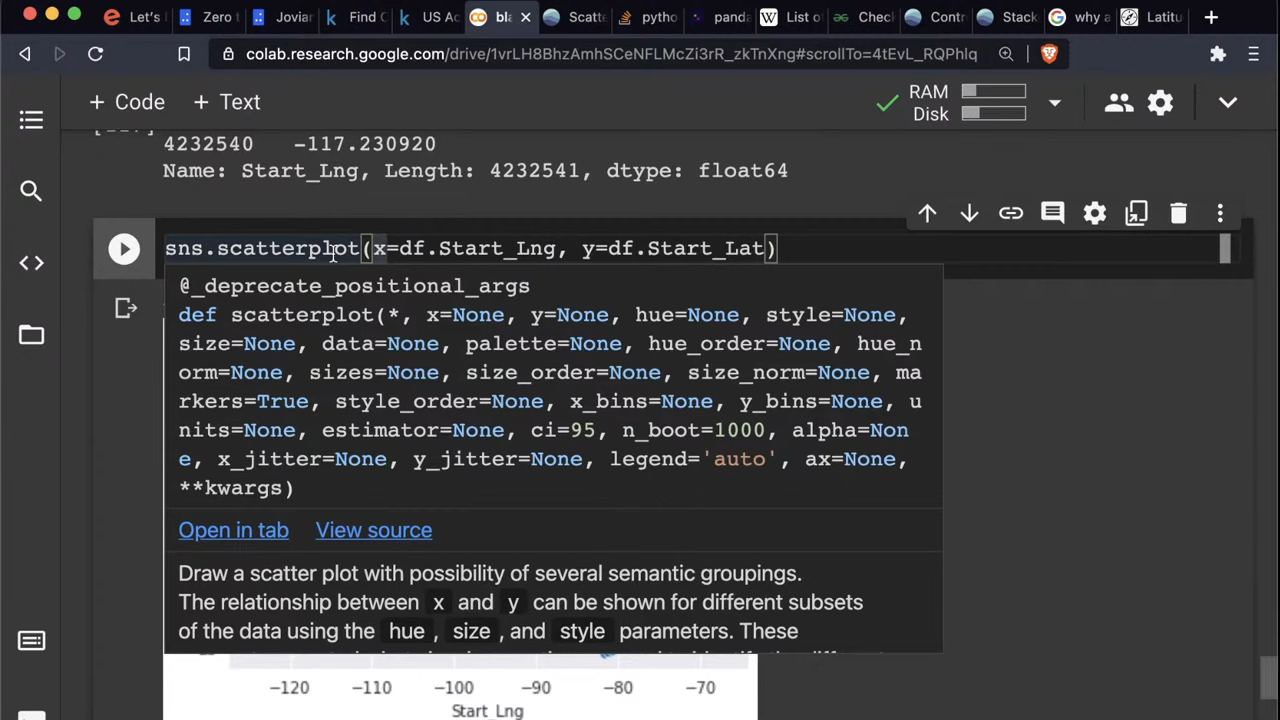 Let's
Zero t
Jovian
Find C
US Ac
bla
Scatte
pytho
panda
List of
Check
Contr
Stack
why a
Latitu
colab.research.google.com/drive/1vrLH8BhzAmhSCeNFLMcZi3rR_zkTnXng#scrollTo=4tEvL_RQPhlq
+ Code + Text
RAM
Disk
4232540 -117.230920
Name: Start_Lng, Length: 4232541, dtype: float64
sns.scatterplot(x=df.Start_Lng, y=df.Start_Lat)
@_deprecate_positional_args
def scatterplot(*, x=None, y=None, hue=None, style=None,
size=None, data=None, palette=None, hue_order=None, hue_n
orm=None, sizes=None, size_order=None, size_norm=None, ma
rkers=True, style_order=None, x_bins=None, y_bins=None, u
nits=None, estimator=None, ci=95, n_boot=1000, alpha=Non
e, x_jitter=None, y_jitter=None, legend='auto', ax=None,
**kwargs)
Open in tab View source
Draw a scatter plot with possibility of several semantic groupings.
The relationship between x and y can be shown for different subsets
of the data using the hue, size, and style parameters. These
-120 -110 -100 -90 -80 -70
Start_Lng